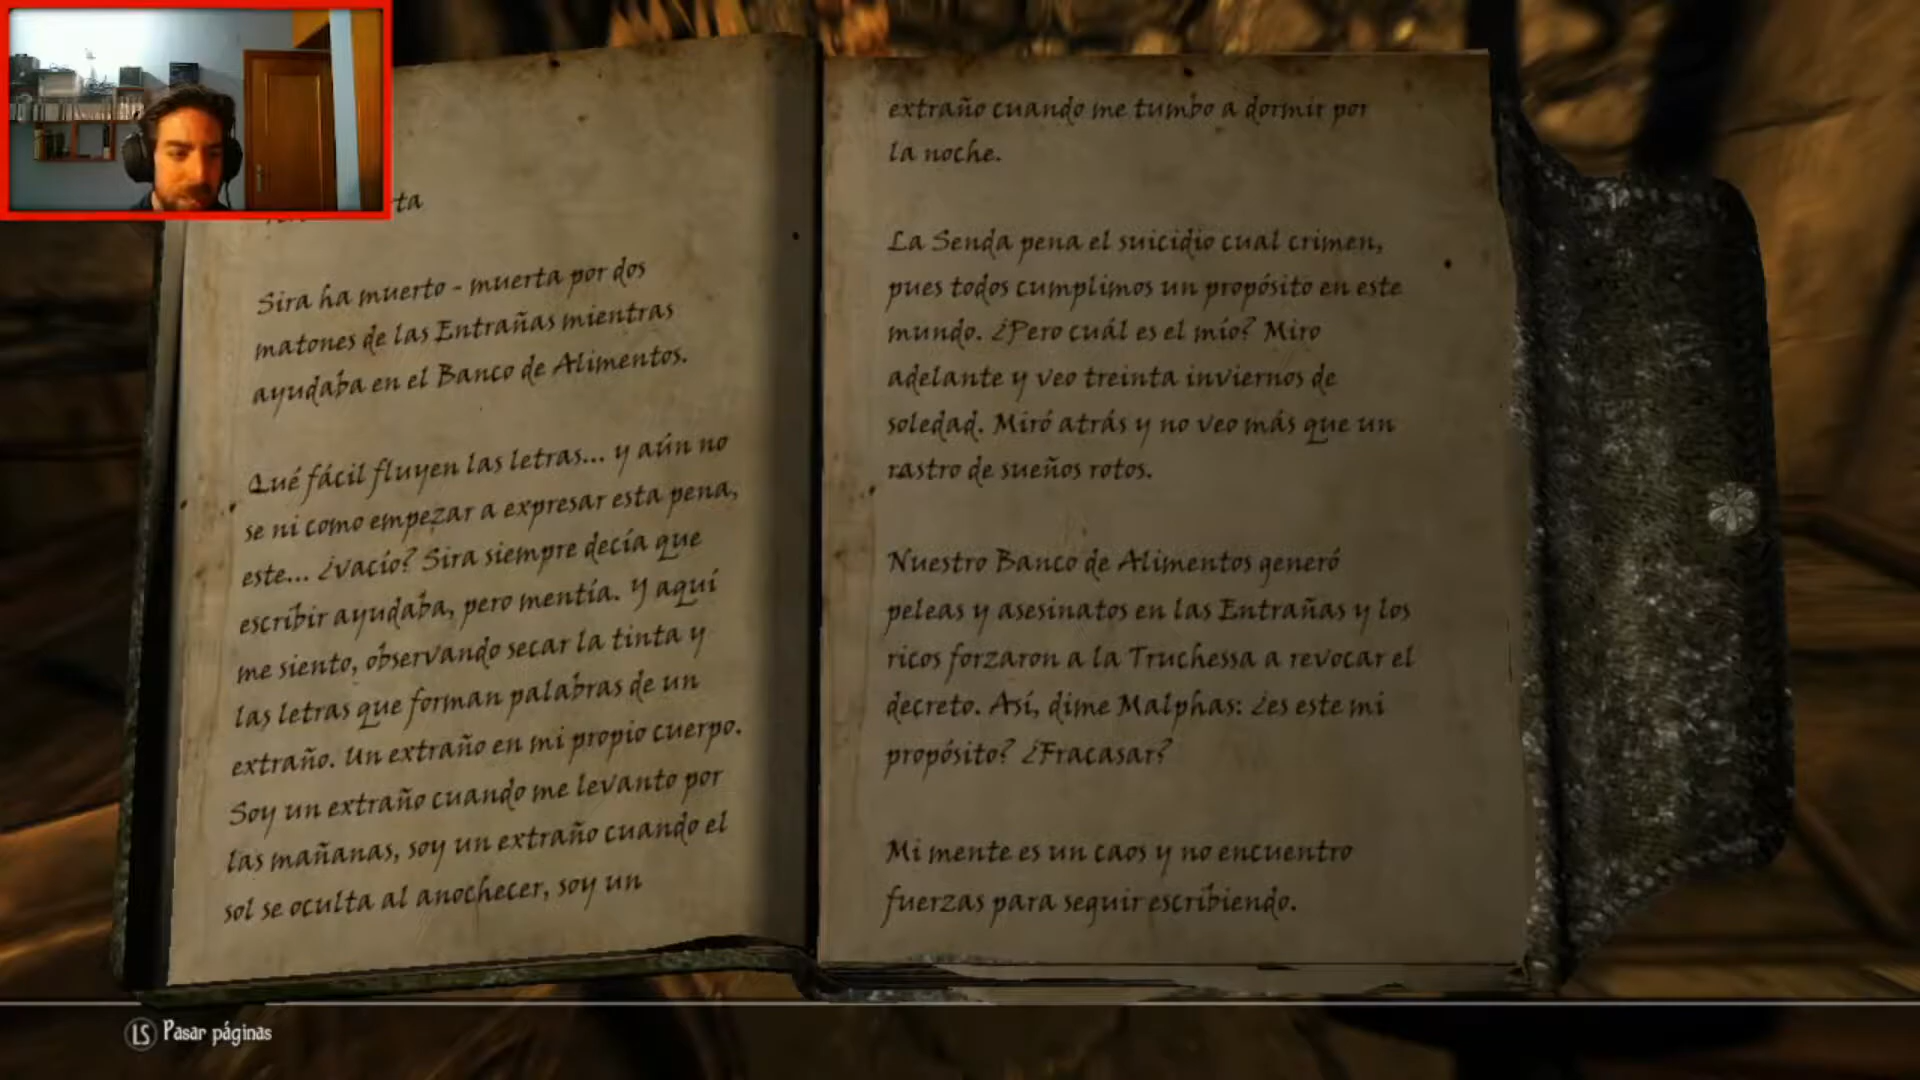 ta
Sira ha muerto - muerta por dos
matones de las Entrañas mientras
ayudaba en el Banco de Alimentos.
Qué fácil fluyen las letras... y aún no
se ni como empezar a expresar esta pena,
este... ¿vacío? Sira siempre decía que
escribir ayudaba, pero mentía. Y aquí
me siento, observando secar la tinta y
las letras que forman palabras de un
extraño. Un extraño en mi propio cuerpo.
Soy un extraño cuando me levanto por
las mañanas, soy un extraño cuando el
sol se oculta al anochecer, soy un
extraño cuando me tumbo a dormir por
la noche.
La Senda pena el suicidio cual crimen,
pues todos cumplimos un propósito en este
mundo. ¿Pero cuál es el mío? Miro
adelante y veo treinta inviernos de
soledad. Miró atrás y no veo más que un
rastro de sueños rotos.
Nuestro Banco de Alimentos generó
peleas y asesinatos en las Entrañas y los
ricos forzaron a la Truchessa a revocar el
decreto. Así, dime Malphas: ¿es este mi
propósito? ¿Fracasar?
Mi mente es un caos y no encuentro
fuerzas para seguir escribiendo.
LS Pasar páginas